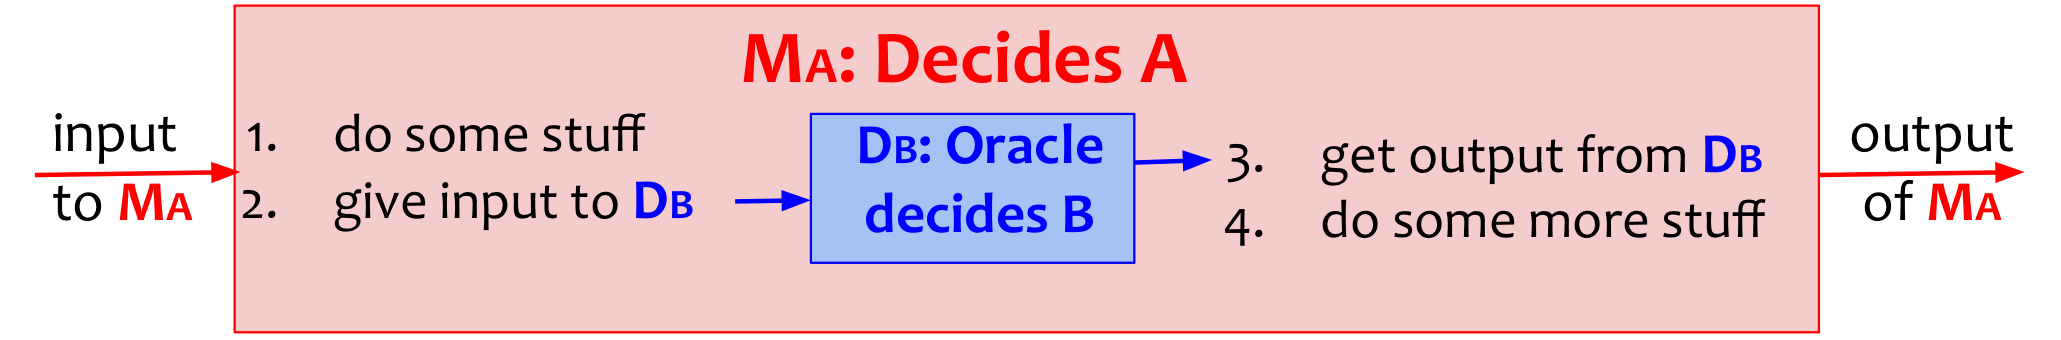 MA: Decides A
input
to MA
1. do some stuff
2. give input to DB
DB: Oracle
decides B
3. get output from DB
4. do some more stuff
output
of MA